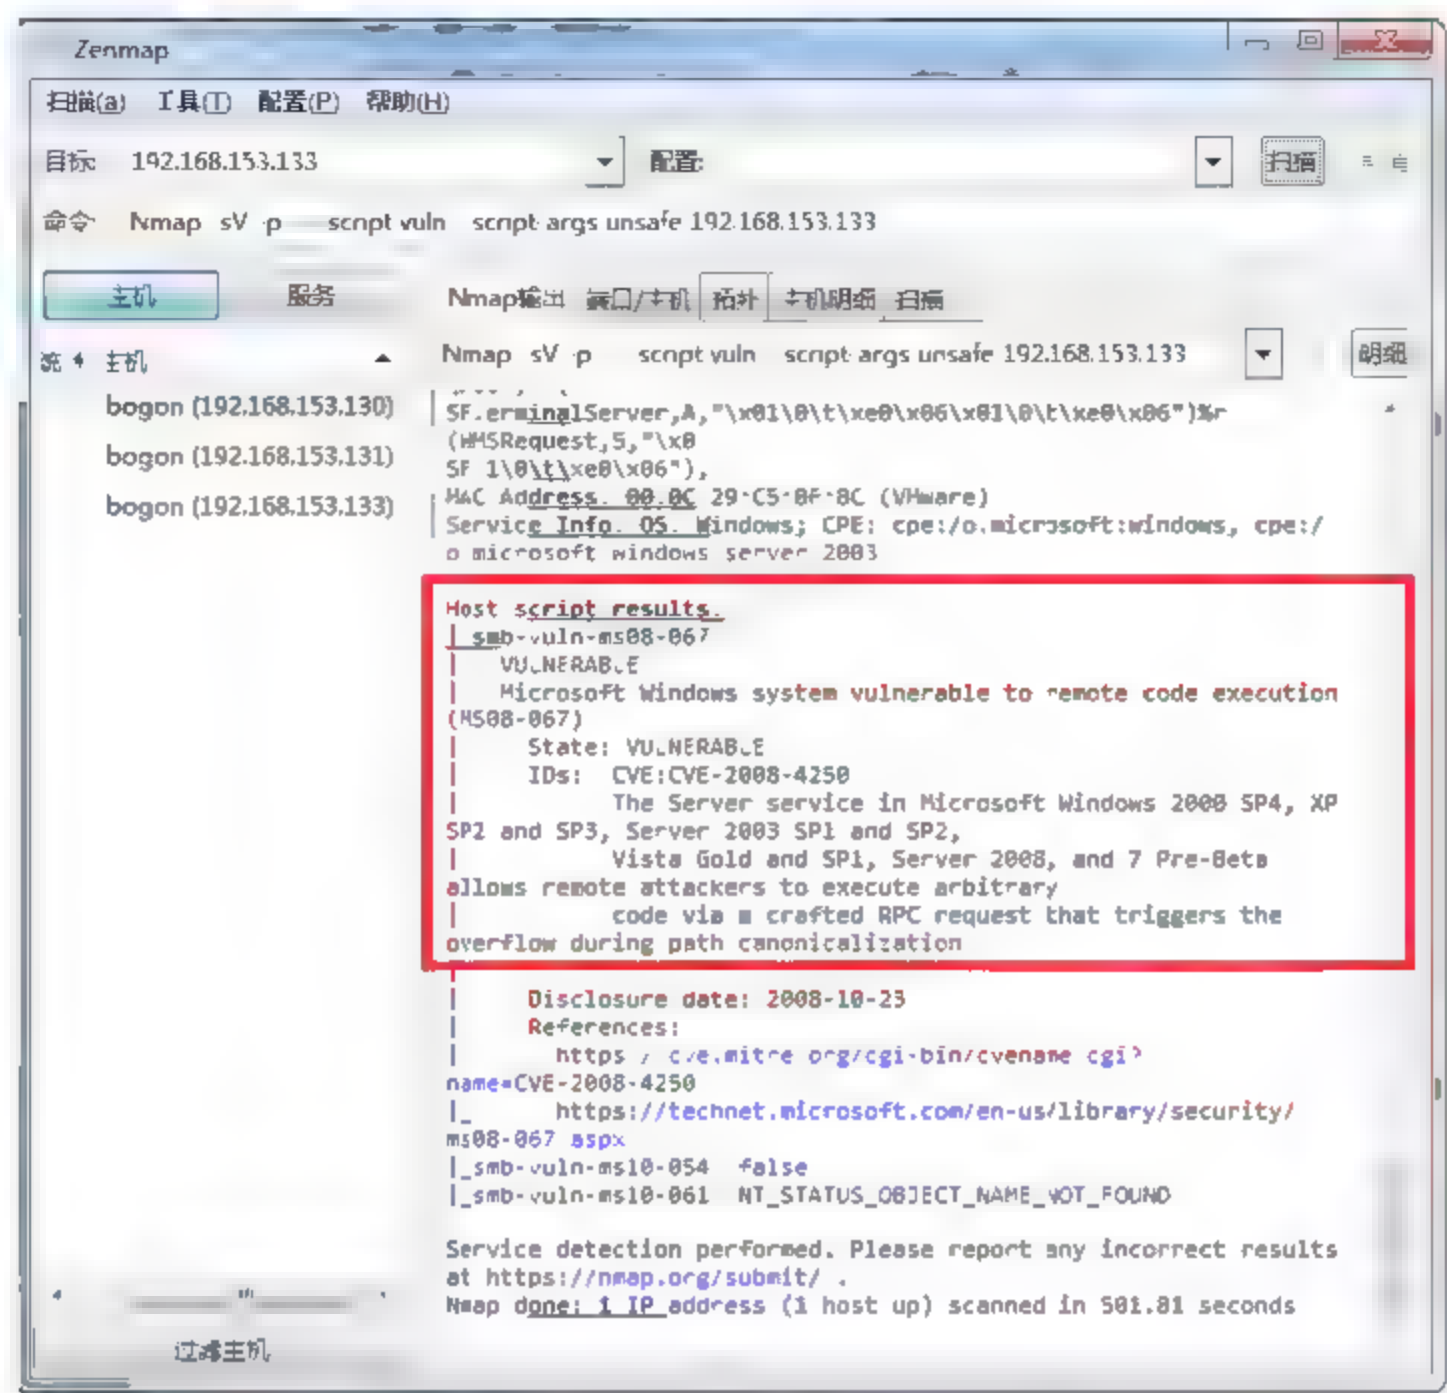 Zenmap
扫描(a) 工具(T) 配置(P) 帮助(H)
目标: 192.168.153.133 配置: 扫描
命令 Nmap sV -p script vuln script-args unsafe 192.168.153.133
主机 服务 Nmap输出 端口/主机 拓扑 主机明细 扫描
主机 Nmap sV -p script vuln script-args unsafe 192.168.153.133 明细
bogon (192.168.153.130)
bogon (192.168.153.131)
bogon (192.168.153.133)
SF.erminalServer,A,"\x01\0\t\xe0\x06\x01\0\t\xe0\x06")%r
(WMSRequest,5,"\x0
SF 1\0\t\xe0\x06"),
MAC Address. 00.0C 29:C5:0F:8C (VMware)
Service Info. OS. Windows; CPE: cpe:/o.microsoft:windows, cpe:/
o microsoft windows server 2003
Host script results.
| smb-vuln-ms08-067
| VULNERABLE
| Microsoft Windows system vulnerable to remote code execution
(MS08-067)
| State: VULNERABLE
| IDs: CVE:CVE-2008-4250
| The Server service in Microsoft Windows 2000 SP4, XP
SP2 and SP3, Server 2003 SP1 and SP2,
| Vista Gold and SP1, Server 2008, and 7 Pre-Beta
allows remote attackers to execute arbitrary
| code via a crafted RPC request that triggers the
overflow during path canonicalization
|
| Disclosure date: 2008-10-23
| References:
| https / cve.mitre org/cgi-bin/cvename cgi?
name=CVE-2008-4250
|_ https://technet.microsoft.com/en-us/library/security/
ms08-067 aspx
|_smb-vuln-ms10-054 false
|_smb-vuln-ms10-061 NT_STATUS_OBJECT_NAME_NOT_FOUND
Service detection performed. Please report any incorrect results
at https://nmap.org/submit/ .
Nmap done: 1 IP address (1 host up) scanned in 501.81 seconds
过滤主机